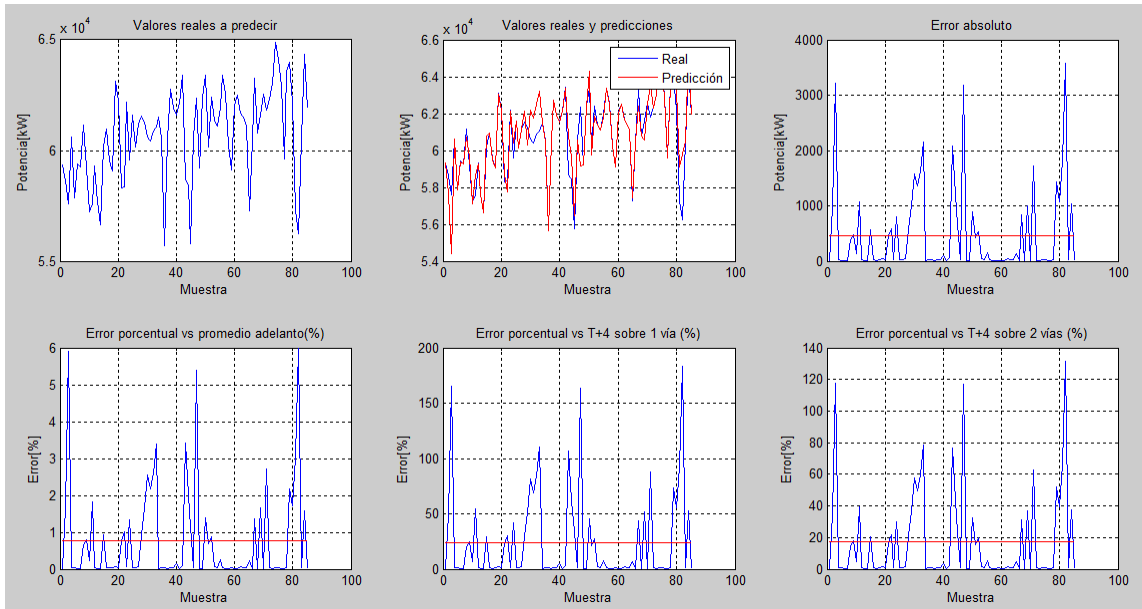 Valores reales a predecir
x 10^4
6.5
6
5.5
0 20 40 60 80 100
Potencia[kW]
Muestra
Valores reales y predicciones
x 10^4
6.6
6.4
6.2
6
5.8
5.6
5.4
0 20 40 60 80 100
Potencia[kW]
Muestra
Real
Predicción
Error absoluto
4000
3000
2000
1000
0
0 20 40 60 80 100
Potencia[kW]
Muestra
Error porcentual vs promedio adelanto(%)
6
5
4
3
2
1
0
0 20 40 60 80 100
Error[%]
Muestra
Error porcentual vs T+4 sobre 1 vía (%)
200
150
100
50
0
0 20 40 60 80 100
Error[%]
Muestra
Error porcentual vs T+4 sobre 2 vías (%)
140
120
100
80
60
40
20
0
0 20 40 60 80 100
Error[%]
Muestra